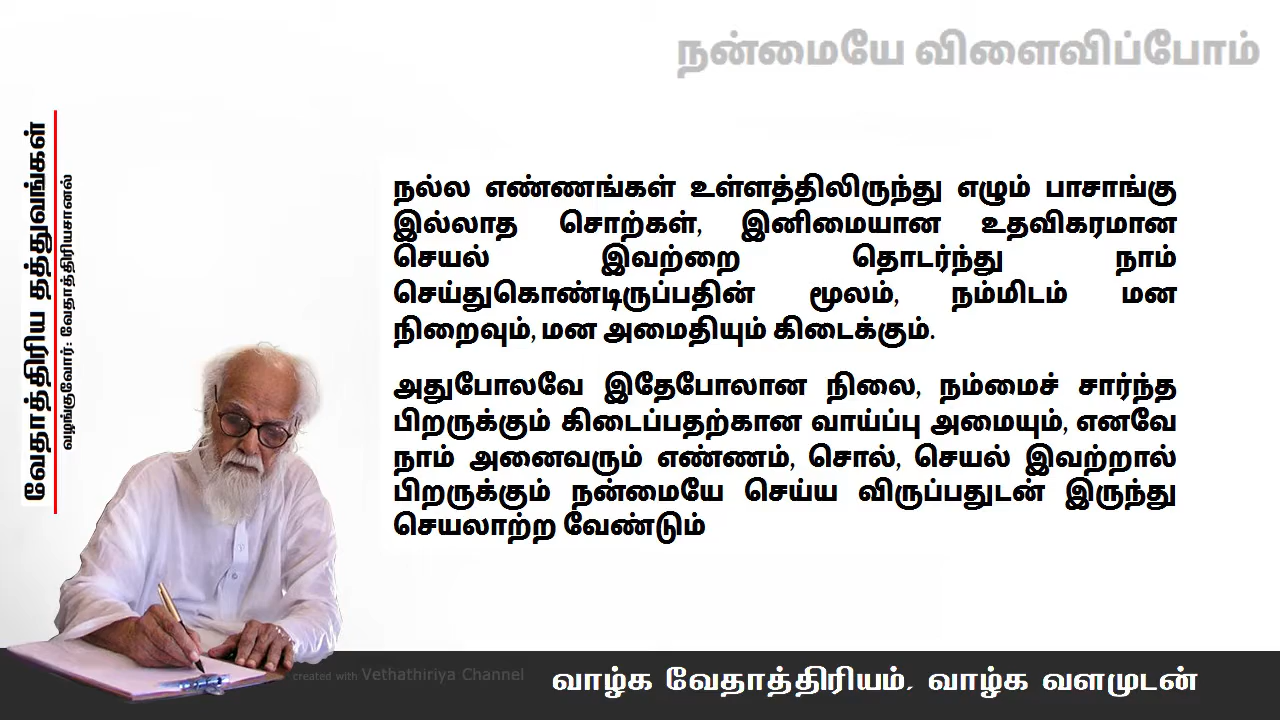 நன்மையே விளைவிப்போம்
வேதாத்திரிய தத்துவங்கள்
வழங்குவோர்: வேதாத்திரியசானல்
நல்ல எண்ணங்கள் உள்ளத்திலிருந்து எழும் பாசாங்கு
இல்லாத சொற்கள், இனிமையான உதவிகரமான
செயல் இவற்றை தொடர்ந்து நாம்
செய்துகொண்டிருப்பதின் மூலம், நம்மிடம் மன
நிறைவும், மன அமைதியும் கிடைக்கும்.
அதுபோலவே இதேபோலான நிலை, நம்மைச் சார்ந்த
பிறருக்கும் கிடைப்பதற்கான வாய்ப்பு அமையும், எனவே
நாம் அனைவரும் எண்ணம், சொல், செயல் இவற்றால்
பிறருக்கும் நன்மையே செய்ய விருப்பதுடன் இருந்து
செயலாற்ற வேண்டும்
created with Vethathiriya Channel
வாழ்க வேதாத்திரியம், வாழ்க வளமுடன்